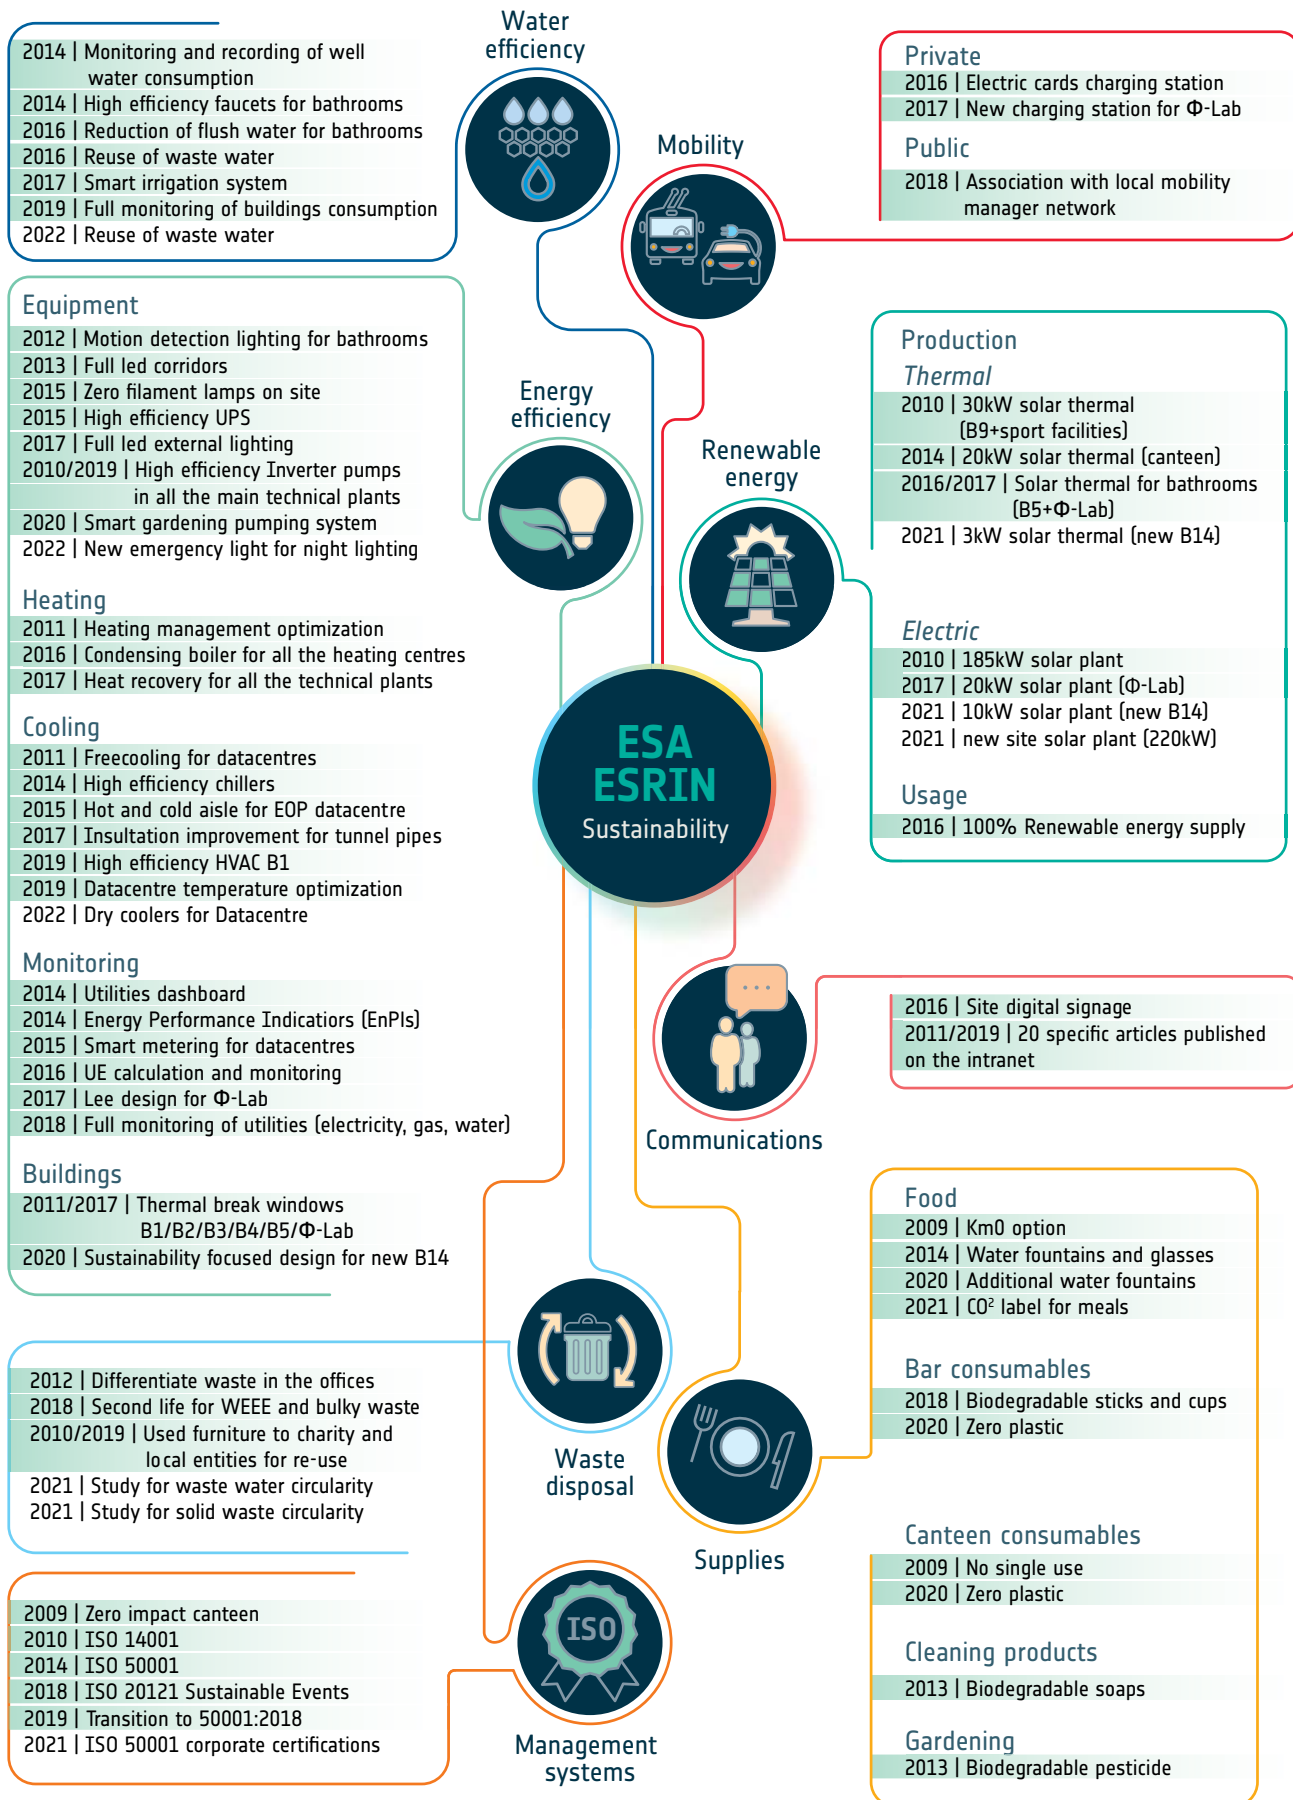 Water
efficiency
2014 | Monitoring and recording of well
water consumption
2014 | High efficiency faucets for bathrooms
2016 | Reduction of flush water for bathrooms
2016 | Reuse of waste water
2017 | Smart irrigation system
2019 | Full monitoring of buildings consumption
2022 | Reuse of waste water
Mobility
Private
2016 | Electric cards charging station
2017 | New charging station for Φ-Lab
Public
2018 | Association with local mobility
manager network
Energy
efficiency
Equipment
2012 | Motion detection lighting for bathrooms
2013 | Full led corridors
2015 | Zero filament lamps on site
2015 | High efficiency UPS
2017 | Full led external lighting
2010/2019 | High efficiency Inverter pumps
in all the main technical plants
2020 | Smart gardening pumping system
2022 | New emergency light for night lighting
Heating
2011 | Heating management optimization
2016 | Condensing boiler for all the heating centres
2017 | Heat recovery for all the technical plants
Cooling
2011 | Freecooling for datacentres
2014 | High efficiency chillers
2015 | Hot and cold aisle for EOP datacentre
2017 | Insultation improvement for tunnel pipes
2019 | High efficiency HVAC B1
2019 | Datacentre temperature optimization
2022 | Dry coolers for Datacentre
Monitoring
2014 | Utilities dashboard
2014 | Energy Performance Indicatiors (EnPIs)
2015 | Smart metering for datacentres
2016 | UE calculation and monitoring
2017 | Lee design for Φ-Lab
2018 | Full monitoring of utilities (electricity, gas, water)
Buildings
2011/2017 | Thermal break windows
B1/B2/B3/B4/B5/Φ-Lab
2020 | Sustainability focused design for new B14
Renewable
energy
Production
Thermal
2010 | 30kW solar thermal
(B9+sport facilities)
2014 | 20kW solar thermal (canteen)
2016/2017 | Solar thermal for bathrooms
(B5+Φ-Lab)
2021 | 3kW solar thermal (new B14)
Electric
2010 | 185kW solar plant
2017 | 20kW solar plant (Φ-Lab)
2021 | 10kW solar plant (new B14)
2021 | new site solar plant (220kW)
Usage
2016 | 100% Renewable energy supply
ESA
ESRIN
Sustainability
Communications
2016 | Site digital signage
2011/2019 | 20 specific articles published
on the intranet
Waste
disposal
2012 | Differentiate waste in the offices
2018 | Second life for WEEE and bulky waste
2010/2019 | Used furniture to charity and
local entities for re-use
2021 | Study for waste water circularity
2021 | Study for solid waste circularity
Supplies
Food
2009 | Km0 option
2014 | Water fountains and glasses
2020 | Additional water fountains
2021 | CO² label for meals
Bar consumables
2018 | Biodegradable sticks and cups
2020 | Zero plastic
Canteen consumables
2009 | No single use
2020 | Zero plastic
Cleaning products
2013 | Biodegradable soaps
Gardening
2013 | Biodegradable pesticide
ISO
Management
systems
2009 | Zero impact canteen
2010 | ISO 14001
2014 | ISO 50001
2018 | ISO 20121 Sustainable Events
2019 | Transition to 50001:2018
2021 | ISO 50001 corporate certifications